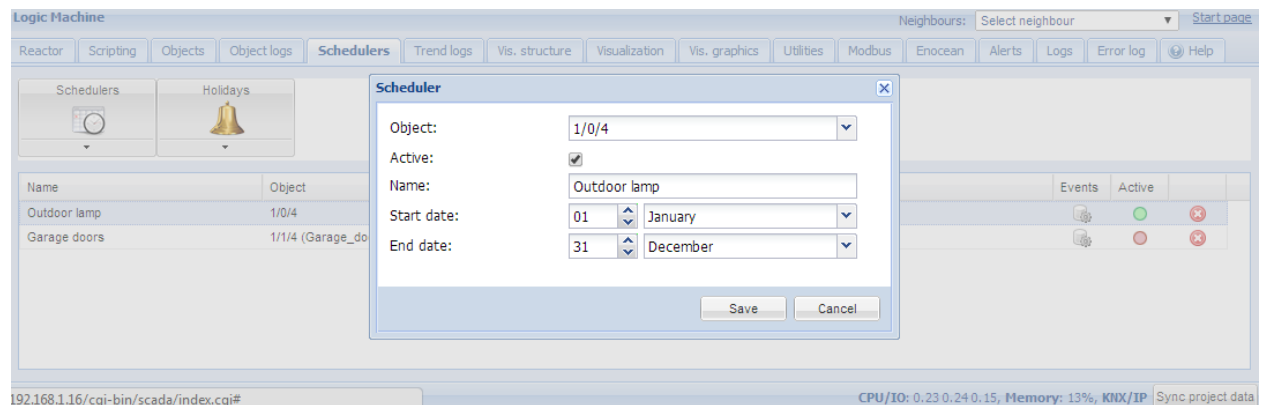 Logic Machine
Neighbours: Select neighbour Start page
Reactor Scripting Objects Object logs Schedulers Trend logs Vis. structure Visualization Vis. graphics Utilities Modbus Enocean Alerts Logs Error log Help
Schedulers Holidays
Scheduler
Object: 1/0/4
Active:
Name: Outdoor lamp
Start date: 01 January
End date: 31 December
Save Cancel
Name Object Events Active
Outdoor lamp 1/0/4
Garage doors 1/1/4 (Garage_do
192.168.1.16/cgi-bin/scada/index.cgi#
CPU/IO: 0.23 0.24 0.15, Memory: 13%, KNX/IP Sync project data